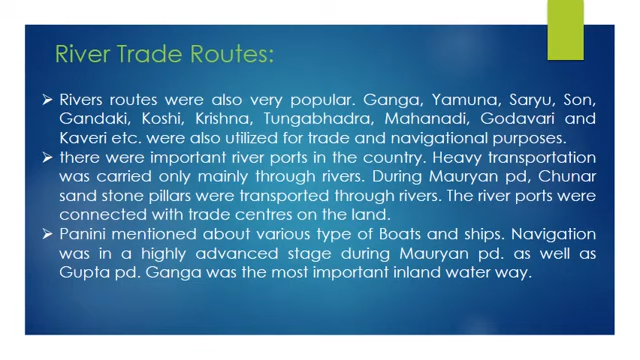 River Trade Routes:
➢ Rivers routes were also very popular. Ganga, Yamuna, Saryu, Son,
Gandaki, Koshi, Krishna, Tungabhadra, Mahanadi, Godavari and
Kaveri etc. were also utilized for trade and navigational purposes.
➢ there were important river ports in the country. Heavy transportation
was carried only mainly through rivers. During Mauryan pd, Chunar
sand stone pillars were transported through rivers. The river ports were
connected with trade centres on the land.
➢ Panini mentioned about various type of Boats and ships. Navigation
was in a highly advanced stage during Mauryan pd. as well as
Gupta pd. Ganga was the most important inland water way.